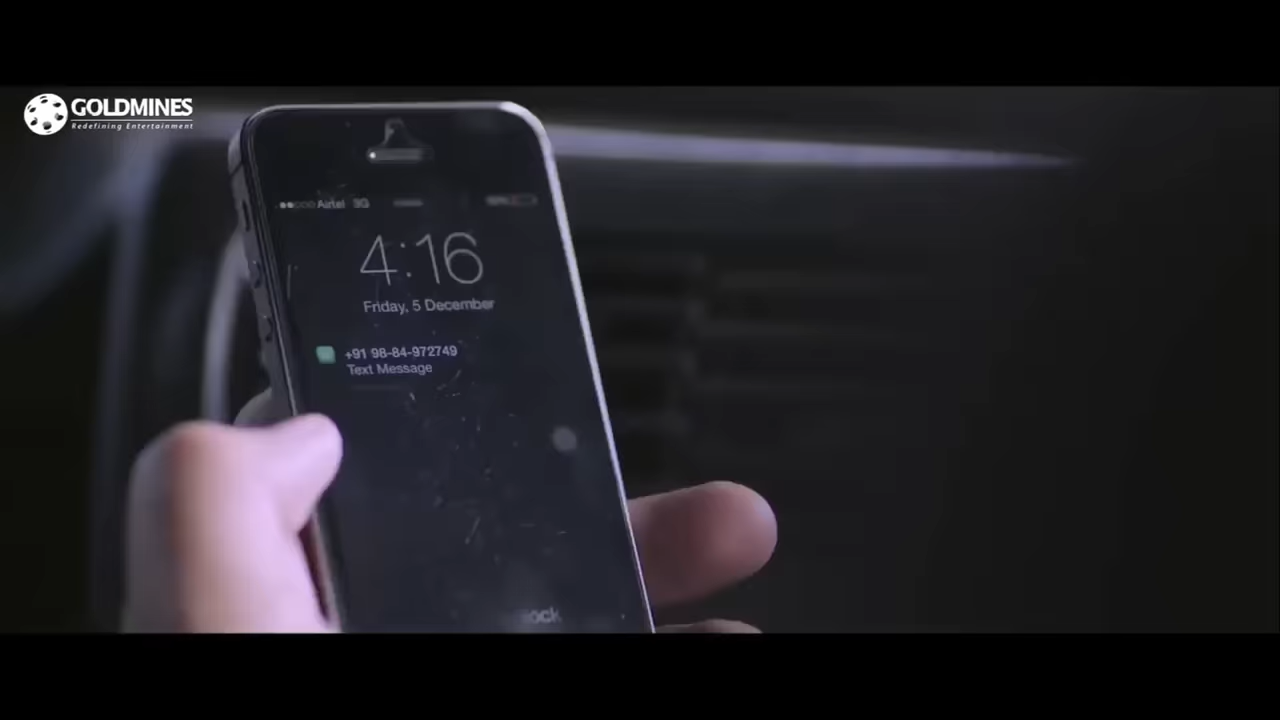 GOLDMINES
Redefining Entertainment
Airtel 3G
4:16
Friday, 5 December
+91 98-84-972749
Text Message